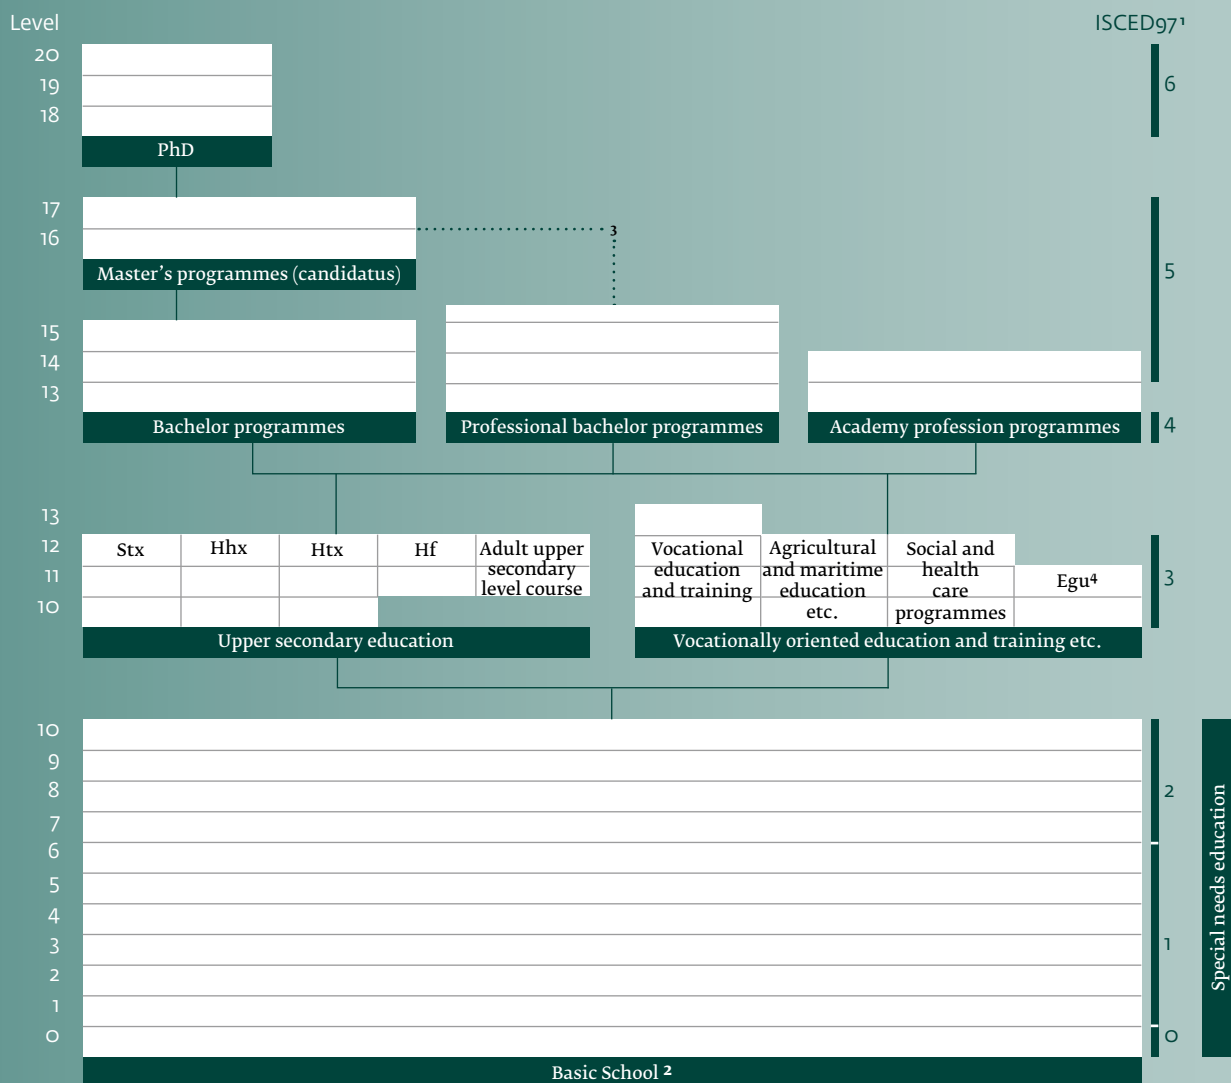 Level
ISCED97¹
20
19
18
6
PhD
17
16
3
Master's programmes (candidatus)
5
15
14
13
Bachelor programmes
Professional bachelor programmes
Academy profession programmes
4
13
12
11
10
Stx
Hhx
Htx
Hf
Adult upper
secondary
level course
Vocational
education
and training
Agricultural
and maritime
education
etc.
Social and
health
care
programmes
Egu⁴
3
Upper secondary education
Vocationally oriented education and training etc.
10
9
8
7
6
5
4
3
2
1
0
2
1
0
Special needs education
Basic School ²